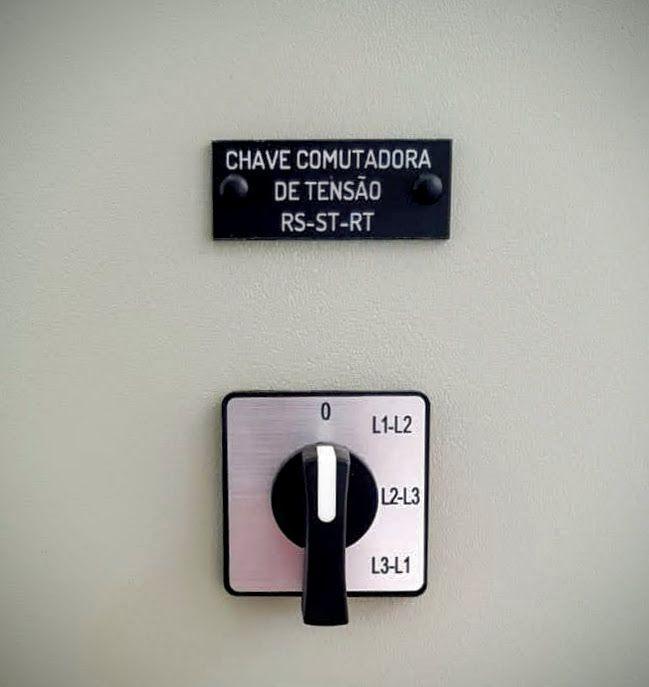 CHAVE COMUTADORA
DE TENSÃO
RS-ST-RT
0
L1-L2
L2-L3
L3-L1